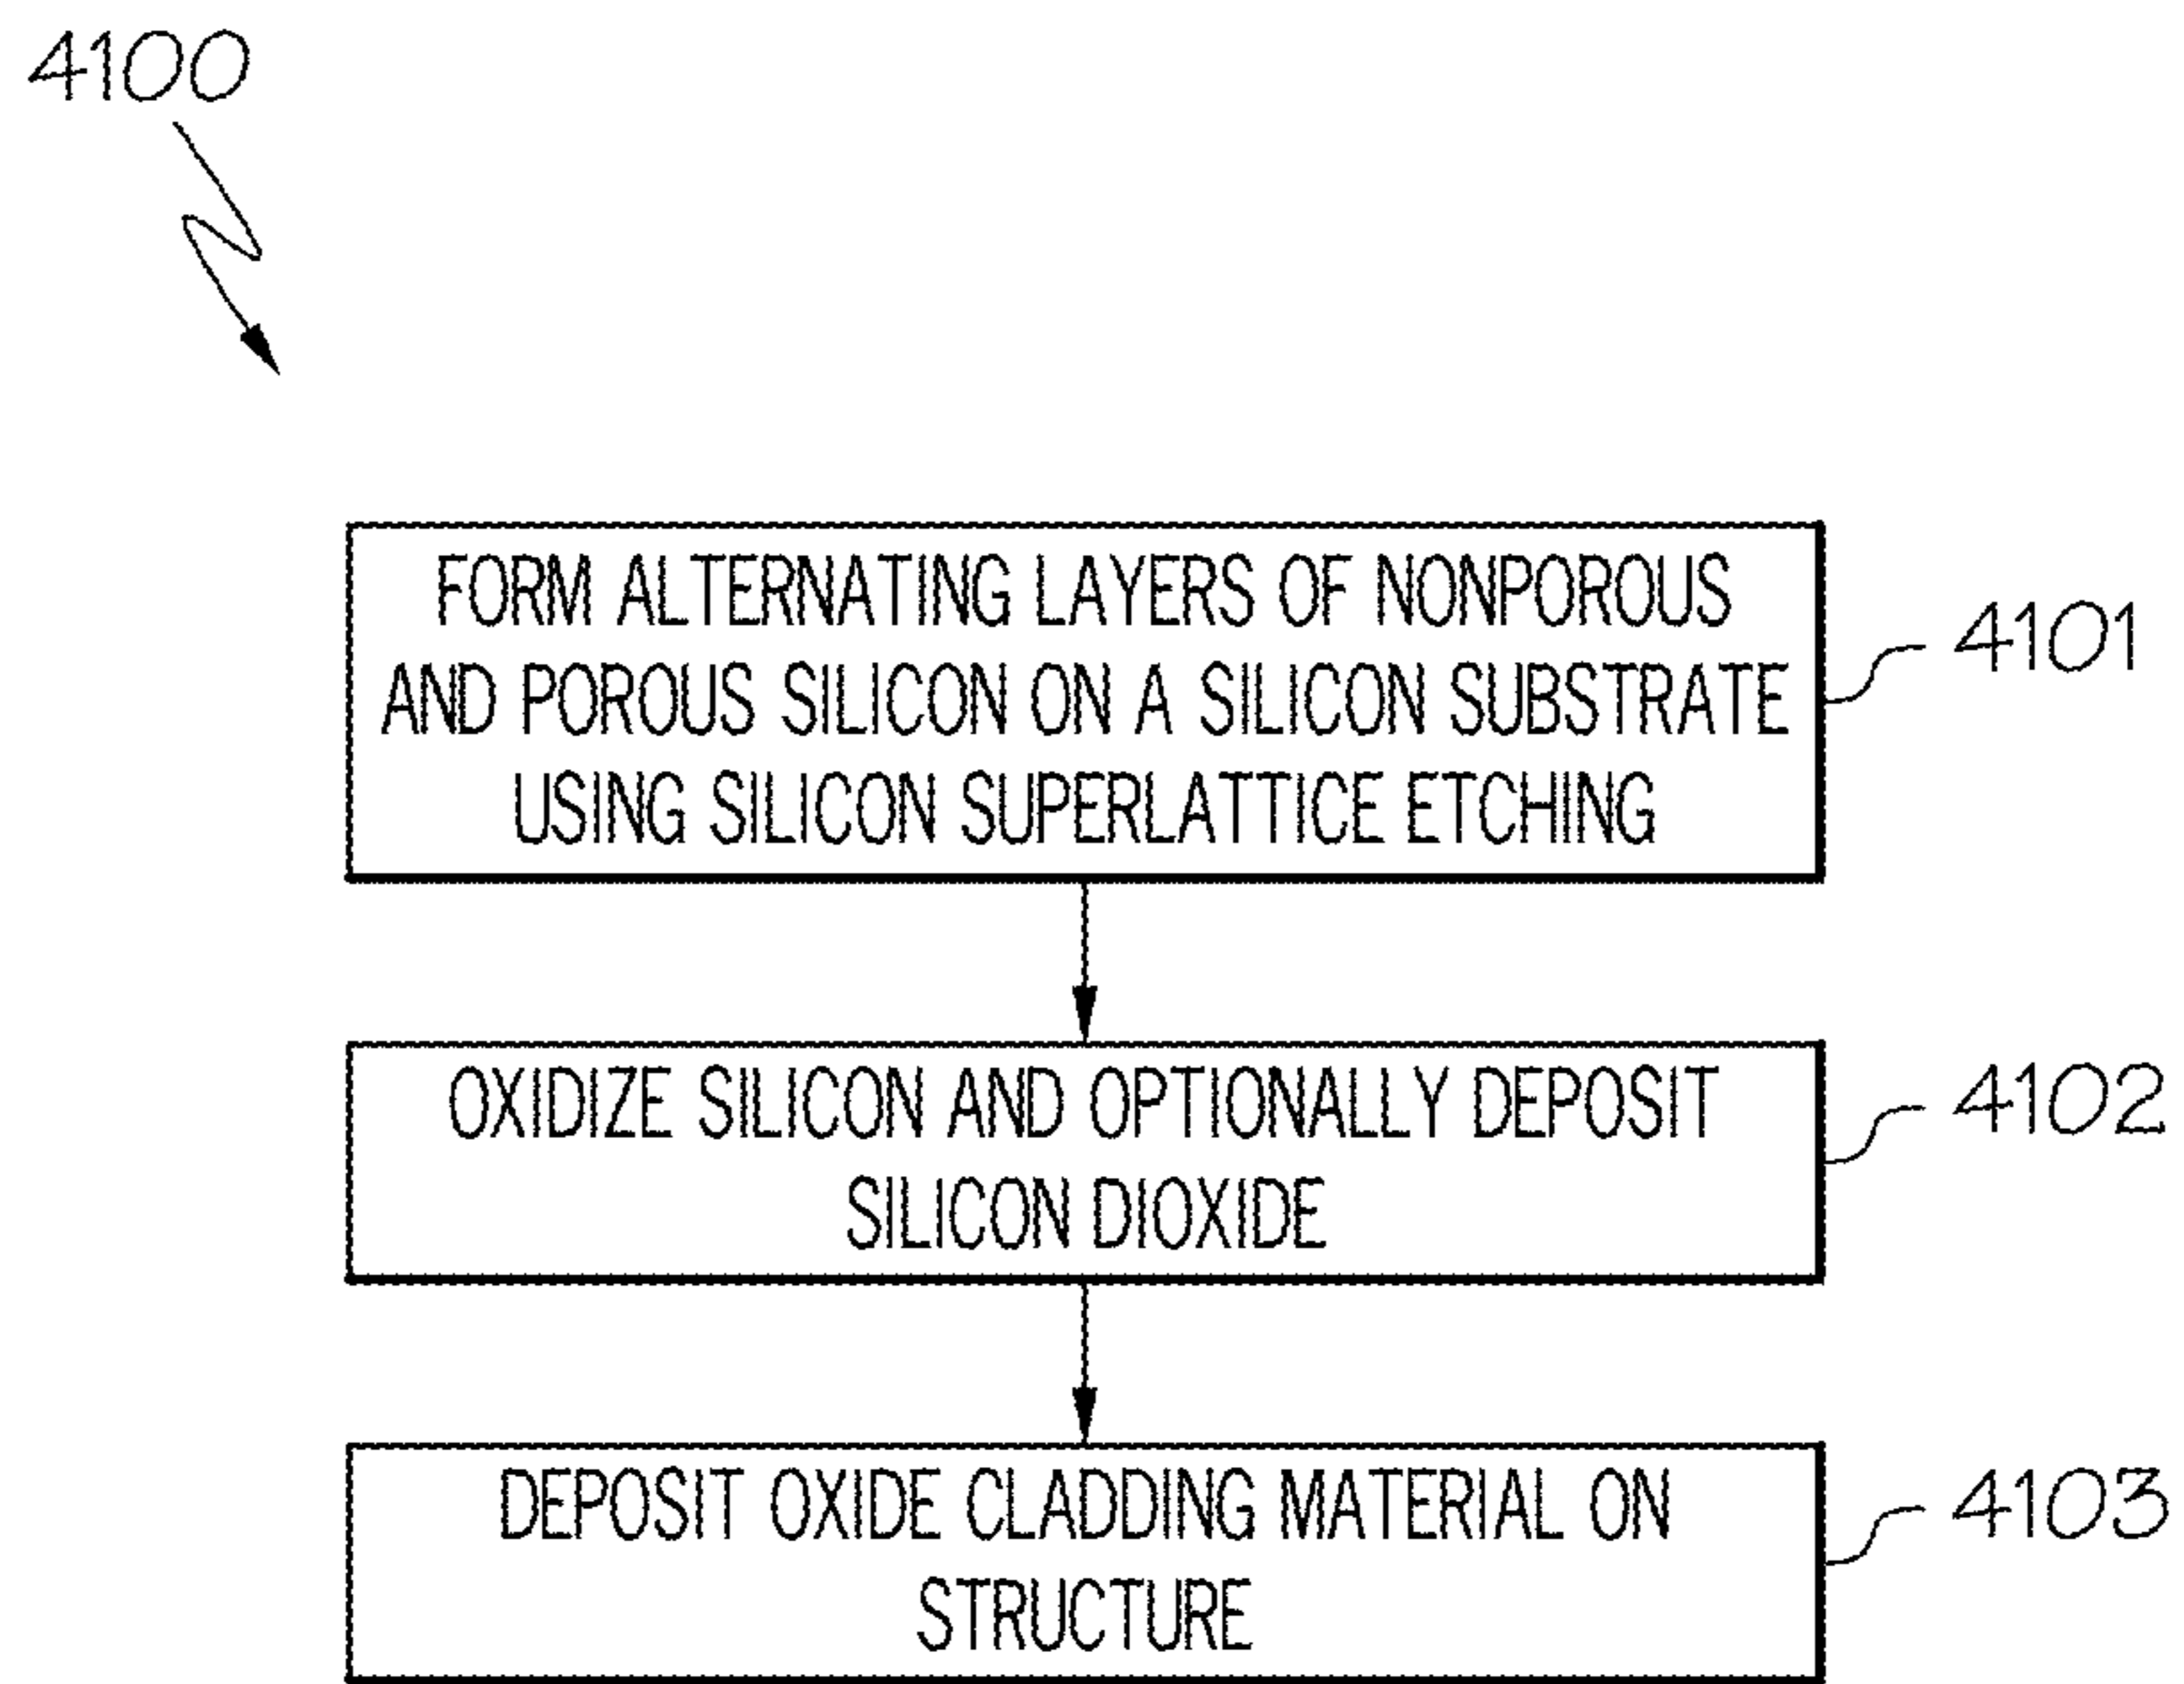 4100
FORM ALTERNATING LAYERS OF NONPOROUS
AND POROUS SILICON ON A SILICON SUBSTRATE
USING SILICON SUPERLATTICE ETCHING
4101
OXIDIZE SILICON AND OPTIONALLY DEPOSIT
SILICON DIOXIDE
4102
DEPOSIT OXIDE CLADDING MATERIAL ON
STRUCTURE
4103